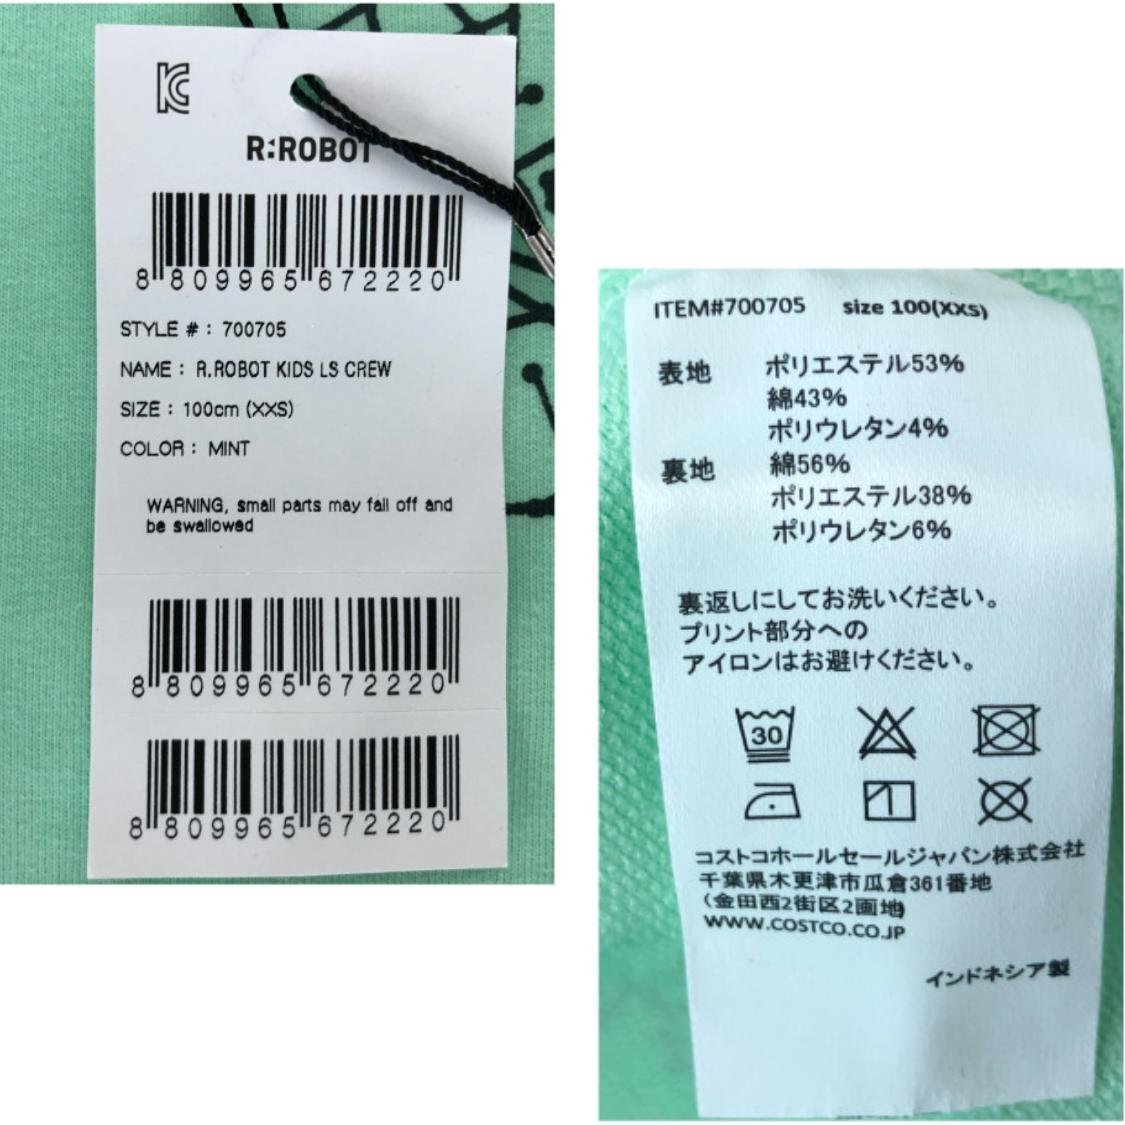 KC
R:ROBOT
8 809965 672220
STYLE # : 700705
NAME : R.ROBOT KIDS LS CREW
SIZE : 100cm (XXS)
COLOR : MINT
WARNING, small parts may fall off and
be swallowed
8 809965 672220
8 809965 672220
ITEM#700705 size 100(XXS)
表地 ポリエステル53%
綿43%
ポリウレタン4%
裏地 綿56%
ポリエステル38%
ポリウレタン6%
裏返しにしてお洗いください。
プリント部分への
アイロンはお避けください。
30
コストコホールセールジャパン株式会社
千葉県木更津市瓜倉361番地
(金田西2街区2画地)
WWW.COSTCO.CO.JP
インドネシア製